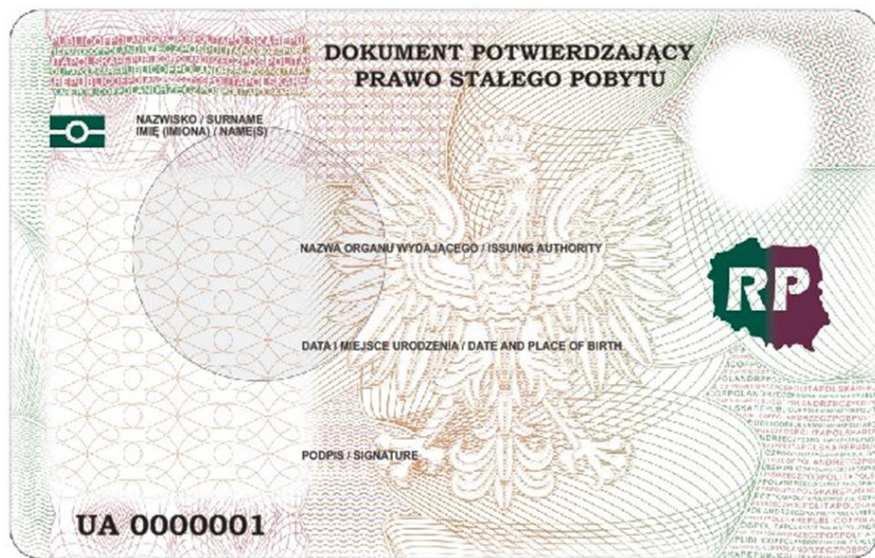 DOKUMENT POTWIERDZAJĄCY
PRAWO STAŁEGO POBYTU
NAZWISKO / SURNAME
IMIĘ (IMIONA) / NAME(S)
NAZWA ORGANU WYDAJĄCEGO / ISSUING AUTHORITY
RP
DATA I MIEJSCE URODZENIA / DATE AND PLACE OF BIRTH
PODPIS / SIGNATURE
UA 0000001